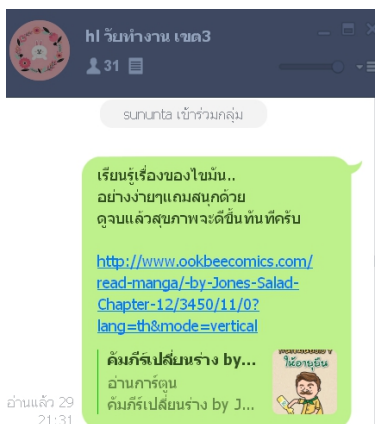 hl วัยทำงาน เขต3
31
sununta เข้าร่วมกลุ่ม
เรียนรู้เรื่องของไขมัน..
อย่างง่ายๆแถมสนุกด้วย
ดูจบแล้วสุขภาพจะดีขึ้นทันทีครับ
http://www.ookbeecomics.com/
read-manga/-by-Jones-Salad-
Chapter-12/3450/11/0?
lang=th&mode=vertical
คัมภีร์เปลี่ยนร่าง by...
อ่านการ์ตูน
คัมภีร์เปลี่ยนร่าง by J...
ให้อายุยืน
อ่านแล้ว 29
21:31